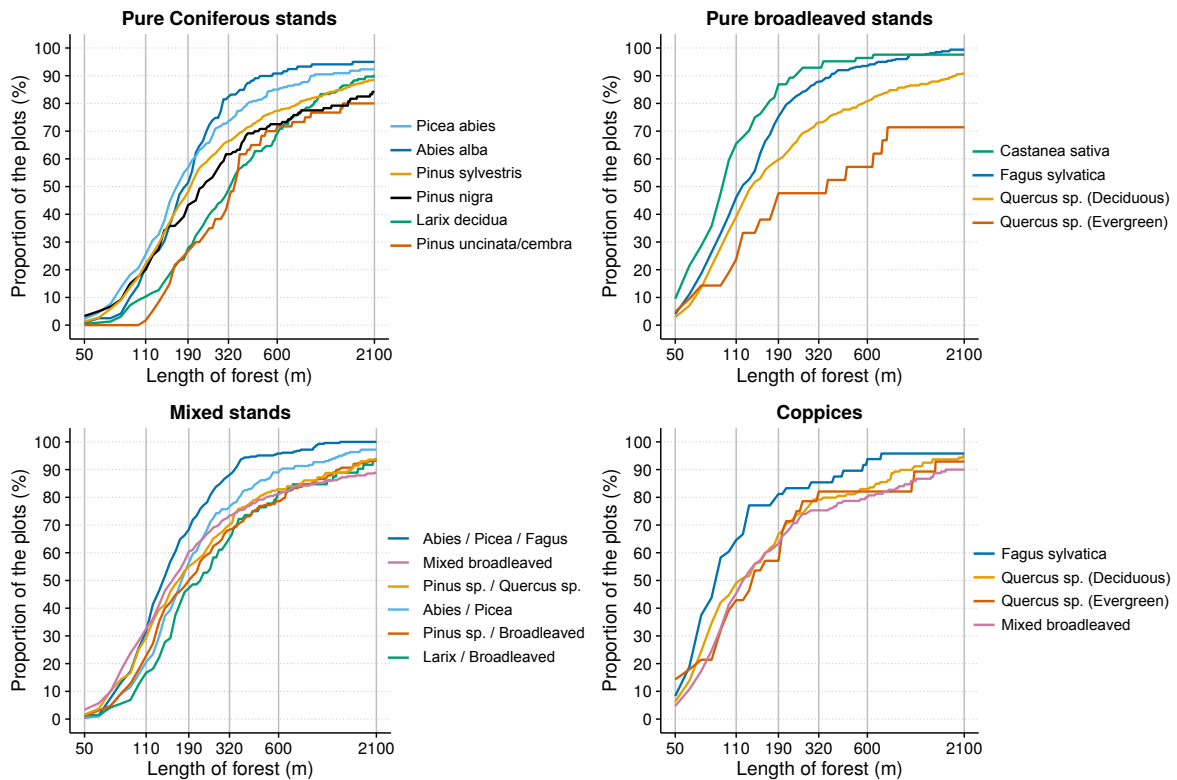 Pure Coniferous stands
Proportion of the plots (%)
100
90
80
70
60
50
40
30
20
10
0
50 110 190 320 600 2100
Length of forest (m)
Picea abies
Abies alba
Pinus sylvestris
Pinus nigra
Larix decidua
Pinus uncinata/cembra
Pure broadleaved stands
Proportion of the plots (%)
100
90
80
70
60
50
40
30
20
10
0
50 110 190 320 600 2100
Length of forest (m)
Castanea sativa
Fagus sylvatica
Quercus sp. (Deciduous)
Quercus sp. (Evergreen)
Mixed stands
Proportion of the plots (%)
100
90
80
70
60
50
40
30
20
10
0
50 110 190 320 600 2100
Length of forest (m)
Abies / Picea / Fagus
Mixed broadleaved
Pinus sp. / Quercus sp.
Abies / Picea
Pinus sp. / Broadleaved
Larix / Broadleaved
Coppices
Proportion of the plots (%)
100
90
80
70
60
50
40
30
20
10
0
50 110 190 320 600 2100
Length of forest (m)
Fagus sylvatica
Quercus sp. (Deciduous)
Quercus sp. (Evergreen)
Mixed broadleaved